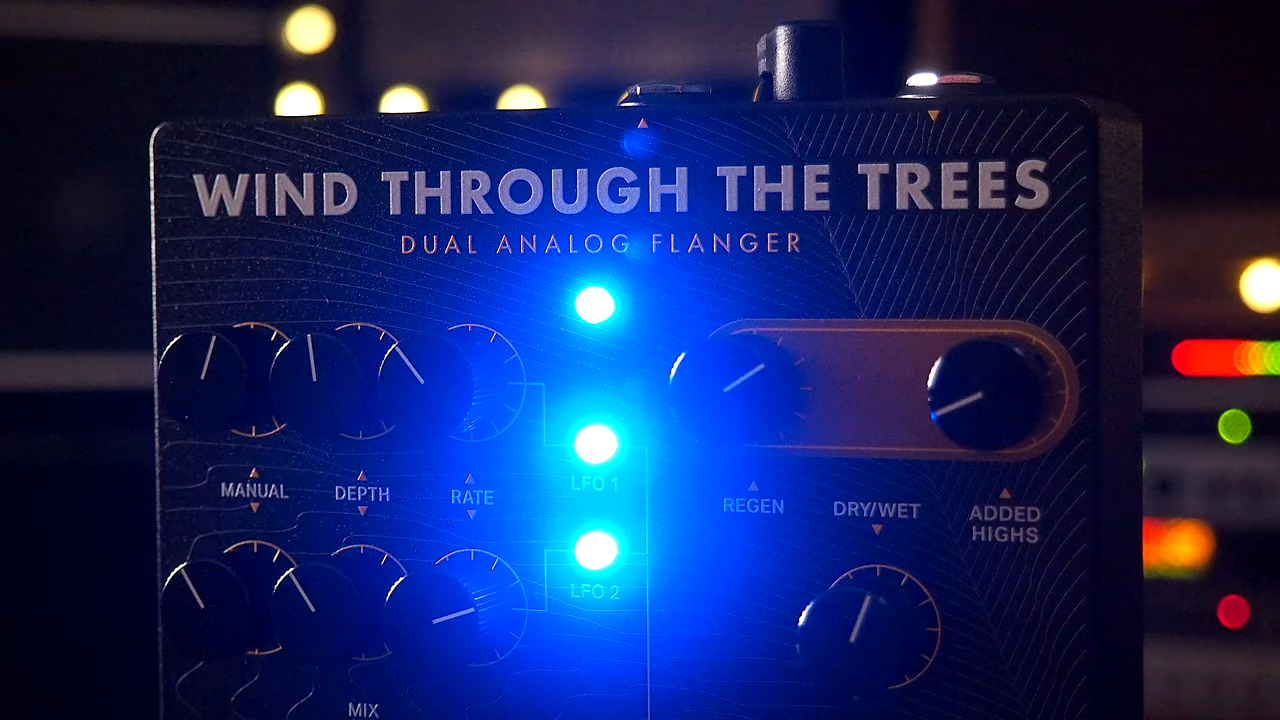 WIND THROUGH THE TREES
DUAL ANALOG FLANGER
LFO 1
MANUAL
DEPTH
RATE
REGEN
DRY/WET
ADDED
HIGHS
LFO 2
MIX